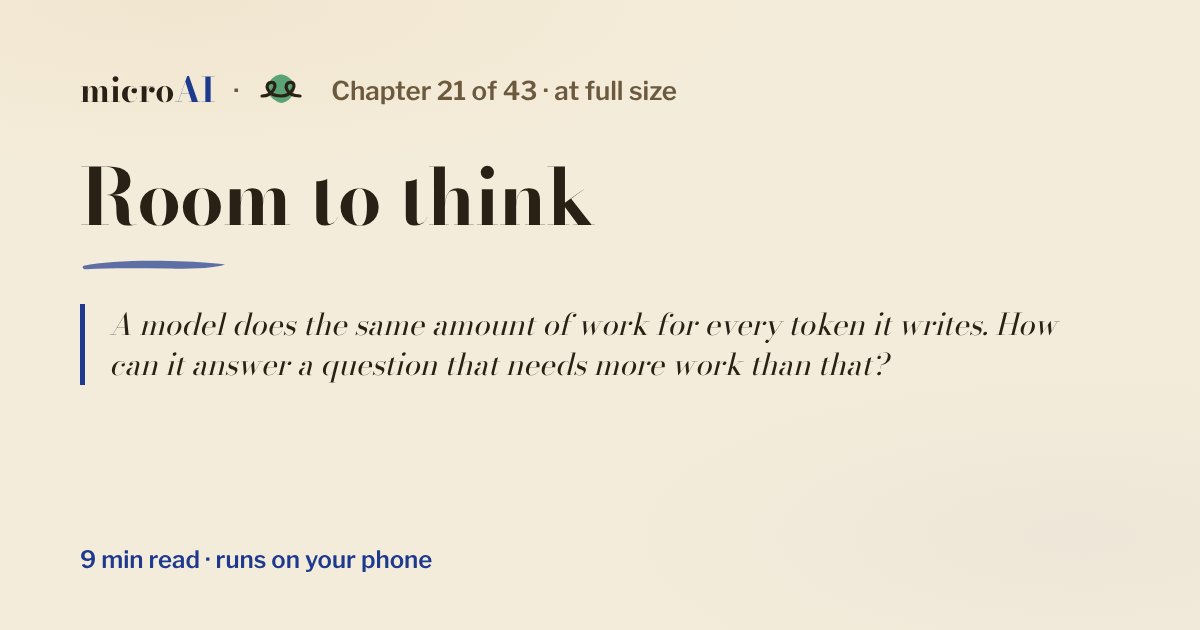 microAI · Chapter 21 of 43 · at full size
Room to think
A model does the same amount of work for every token it writes. How
can it answer a question that needs more work than that?
9 min read · runs on your phone